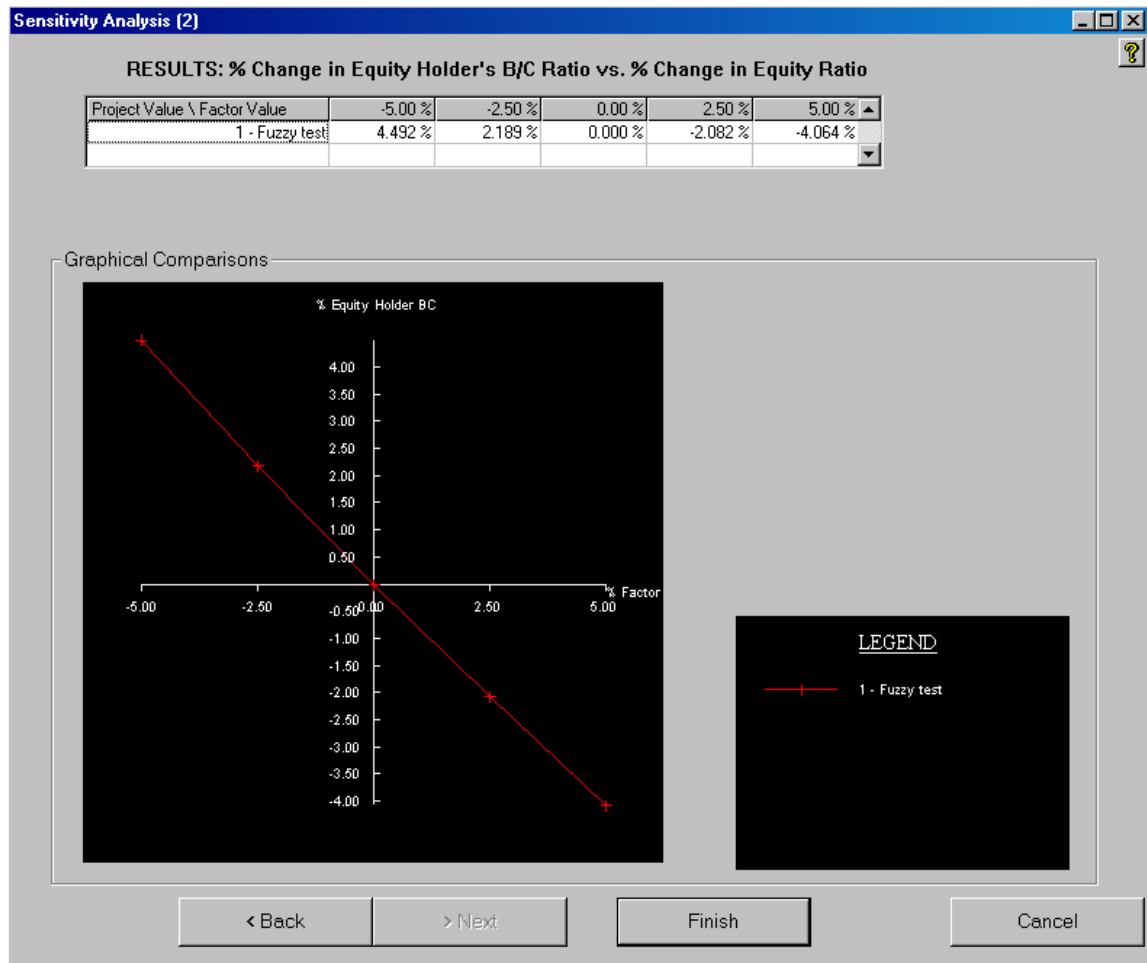 Sensitivity Analysis (2)
RESULTS: % Change in Equity Holder's B/C Ratio vs. % Change in Equity Ratio
Project Value \ Factor Value -5.00 % -2.50 % 0.00 % 2.50 % 5.00 %
1 - Fuzzy test 4.492 % 2.189 % 0.000 % -2.082 % -4.064 %
Graphical Comparisons
% Equity Holder BC
4.00
3.50
3.00
2.50
2.00
1.50
1.00
0.50
% Factor
-5.00 -2.50 0.00 2.50 5.00
-0.50
-1.00
-1.50
-2.00
-2.50
-3.00
-3.50
-4.00
LEGEND
1 - Fuzzy test
< Back > Next Finish Cancel